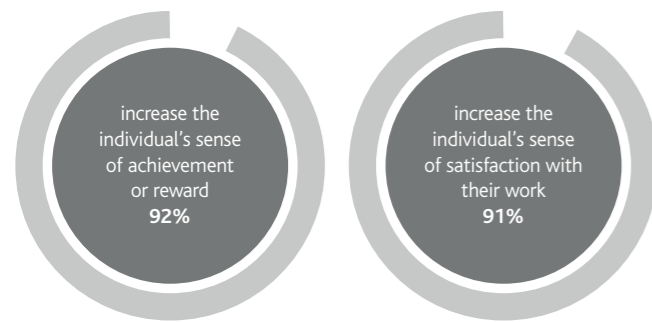 increase the
individual's sense
of achievement
or reward
92%
increase the
individual's sense
of satisfaction with
their work
91%